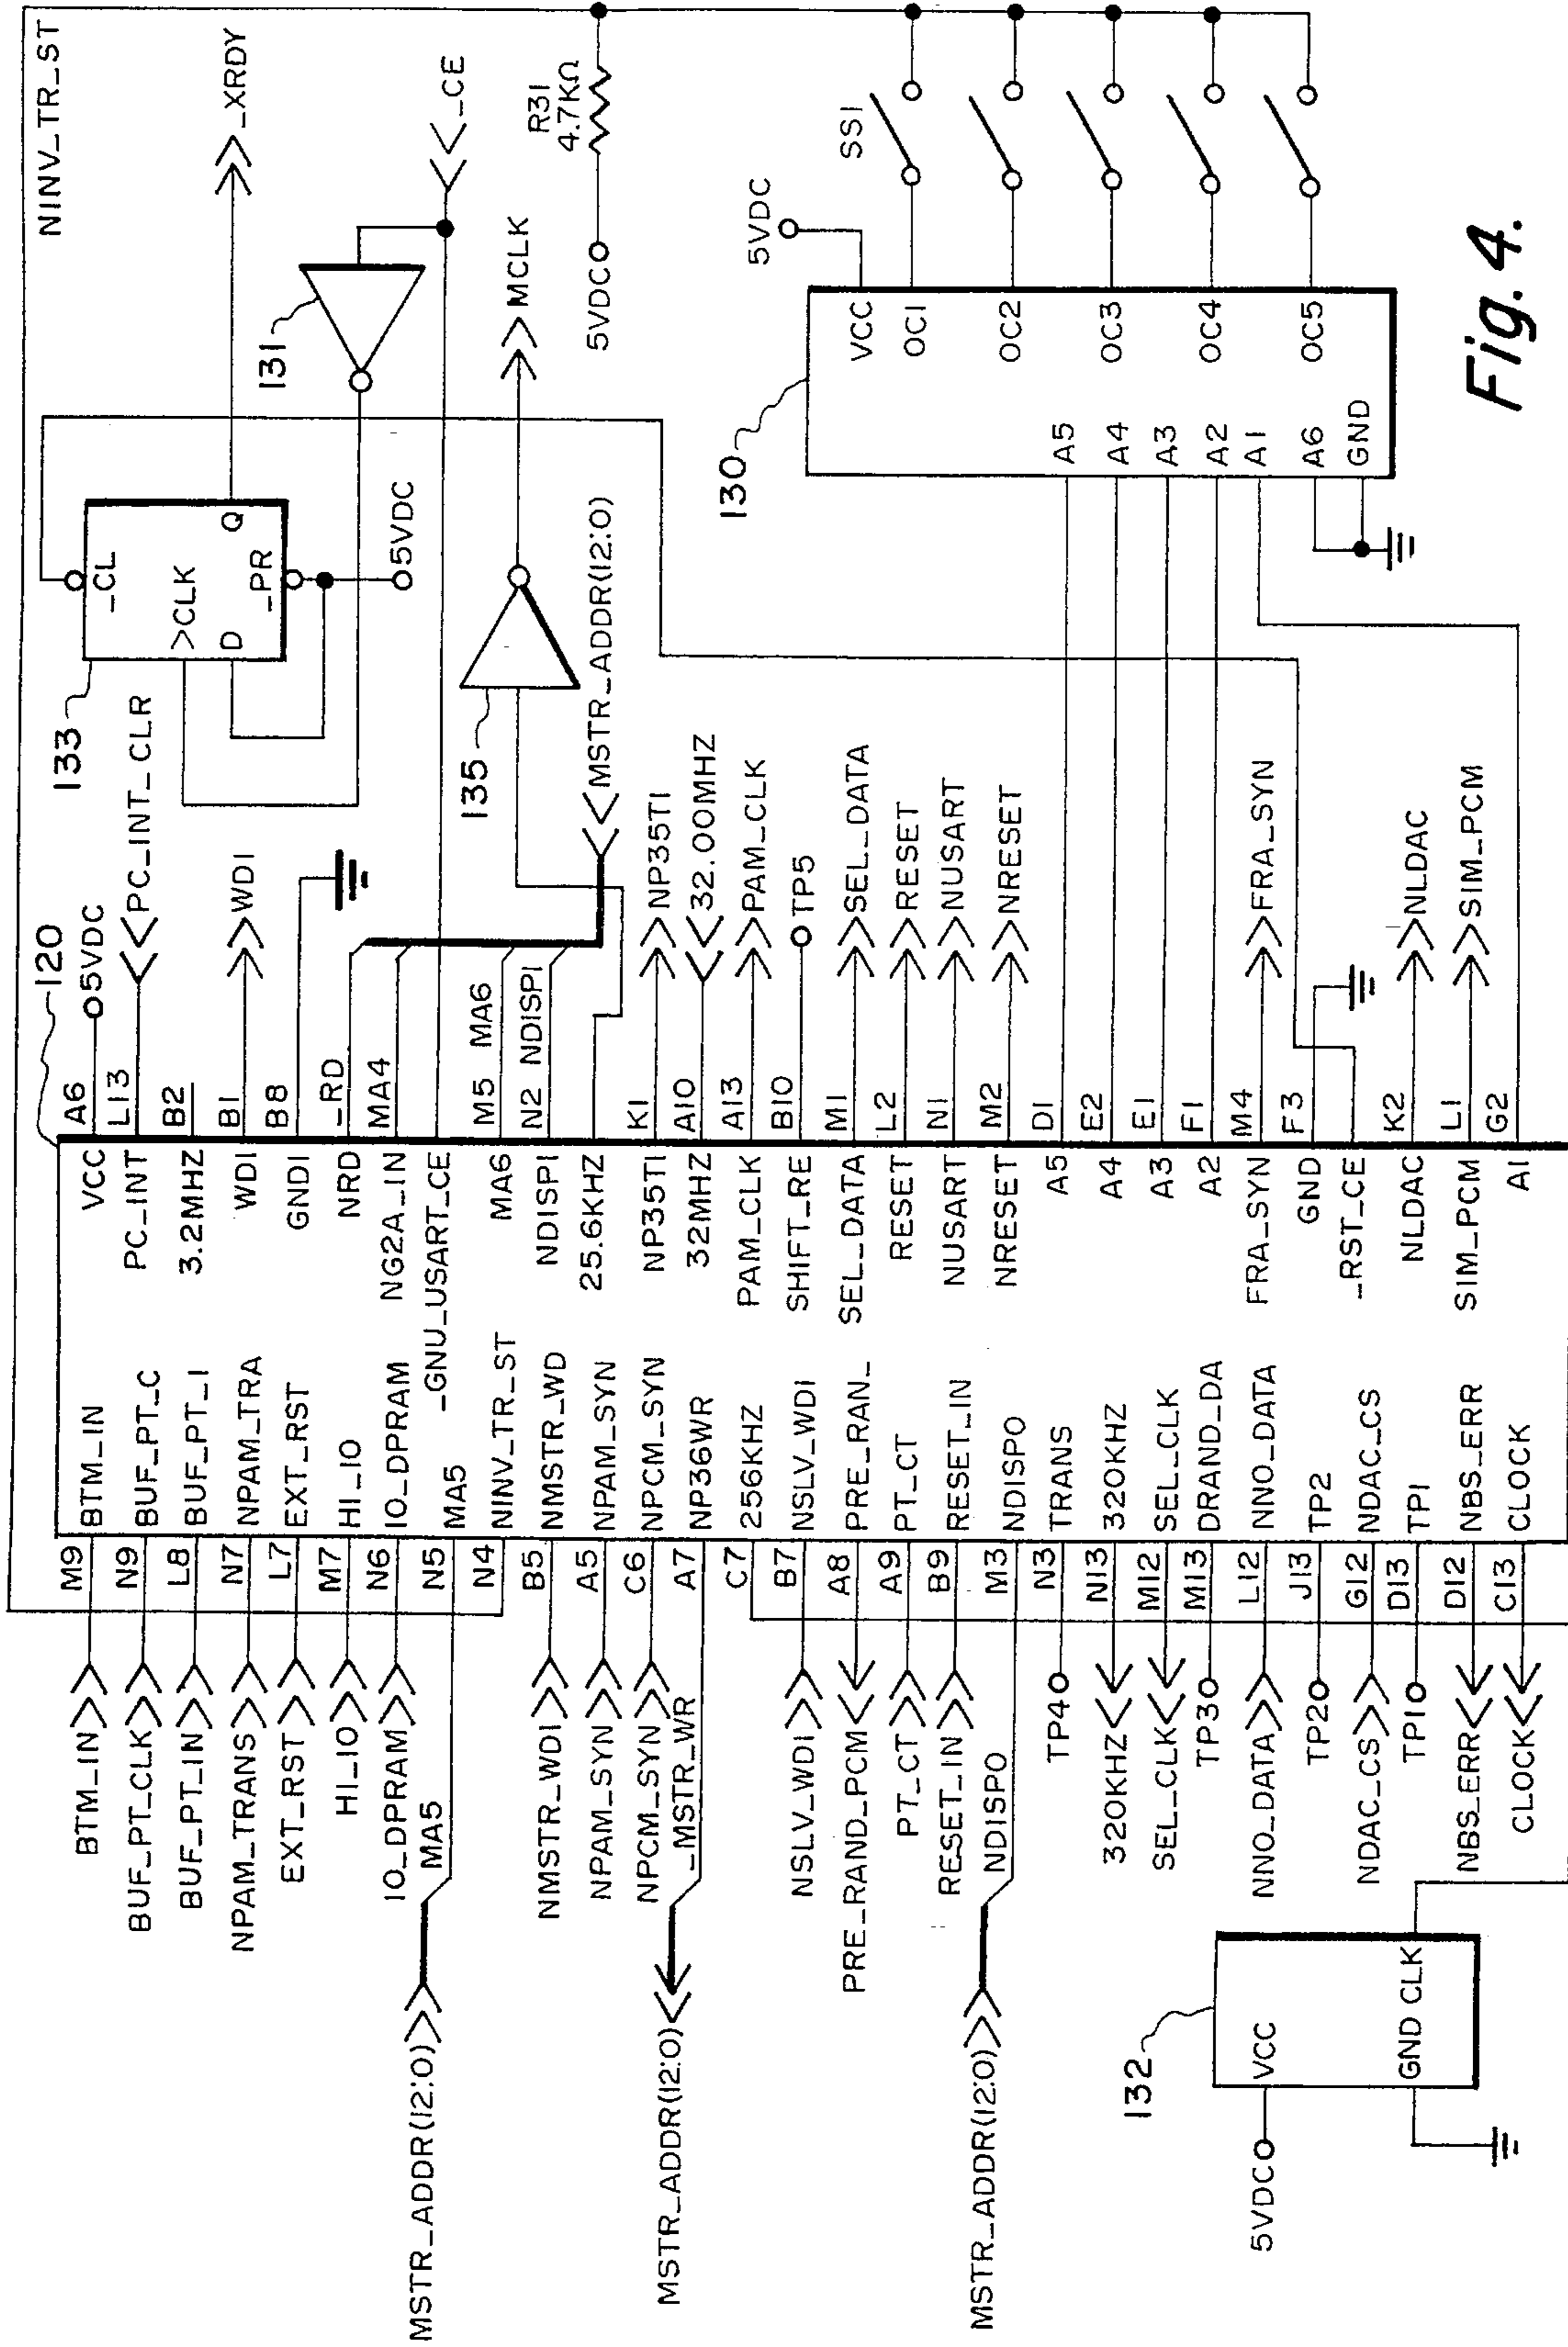 BTM_IN
BUF_PT_CLK
BUF_PT_IN
NPAM_TRANS
EXT_RST
HI_IO
IO_DPRAM
MA5
MSTR_ADDR(12:0)
NMSTR_WDI
NPAM_SYN
NPCM_SYN
_MSTR_WR
MSTR_ADDR(12:0)
NSLV_WDI
PRE_RAND_PCM
PT_CT
RESET_IN
NDISPO
MSTR_ADDR(12:0)
TP4
320KHZ
SEL_CLK
TP3
NNO_DATA
TP2
NDAC_CS
TP1
NBS_ERR
CLOCK
132
5VDC
VCC
GND CLK
M9 BTM_IN
N9 BUF_PT_C
L8 BUF_PT_I
N7 NPAM_TRA
L7 EXT_RST
M7 HI_IO
N6 IO_DPRAM
N5 MA5
N4 NINV_TR_ST
B5 NMSTR_WD
A5 NPAM_SYN
C6 NPCM_SYN
A7 NP36WR
C7 256KHZ
B7 NSLV_WDI
A8 PRE_RAN_
A9 PT_CT
B9 RESET_IN
M3 NDISPO
N3 TRANS
N13 320KHZ
M12 SEL_CLK
M13 DRAND_DA
L12 NNO_DATA
J13 TP2
G12 NDAC_CS
D13 TP1
D12 NBS_ERR
C13 CLOCK
120
VCC A6 5VDC
PC_INT L13 PC_INT_CLR
3.2MHZ B2
WDI B1 WDI
GND1 B8
NRD _RD
NG2A_IN MA4
_GNU_USART_CE
MA6 M5 MA6
NDISPI N2 NDISPI
25.6KHZ
MSTR_ADDR(12:0)
NP35TI K1 NP35TI
32MHZ A10 32.00MHZ
PAM_CLK A13 PAM_CLK
SHIFT_RE B10 TP5
SEL_DATA M1 SEL_DATA
RESET L2 RESET
NUSART N1 NUSART
NRESET M2 NRESET
A5 D1
A4 E2
A3 E1
A2 F1
FRA_SYN M4 FRA_SYN
GND F3
_RST_CE
NLDAC K2 NLDAC
SIM_PCM L1 SIM_PCM
A1 G2
NINV_TR_ST
133
_CL
>CLK
D
Q
_PR
5VDC
_XRDY
131
_CE
135
MCLK
R31
4.7KΩ
5VDC
130
5VDC
SS1
VCC
OC1
OC2
OC3
OC4
OC5
A5
A4
A3
A2
A1
A6
GND
Fig. 4.